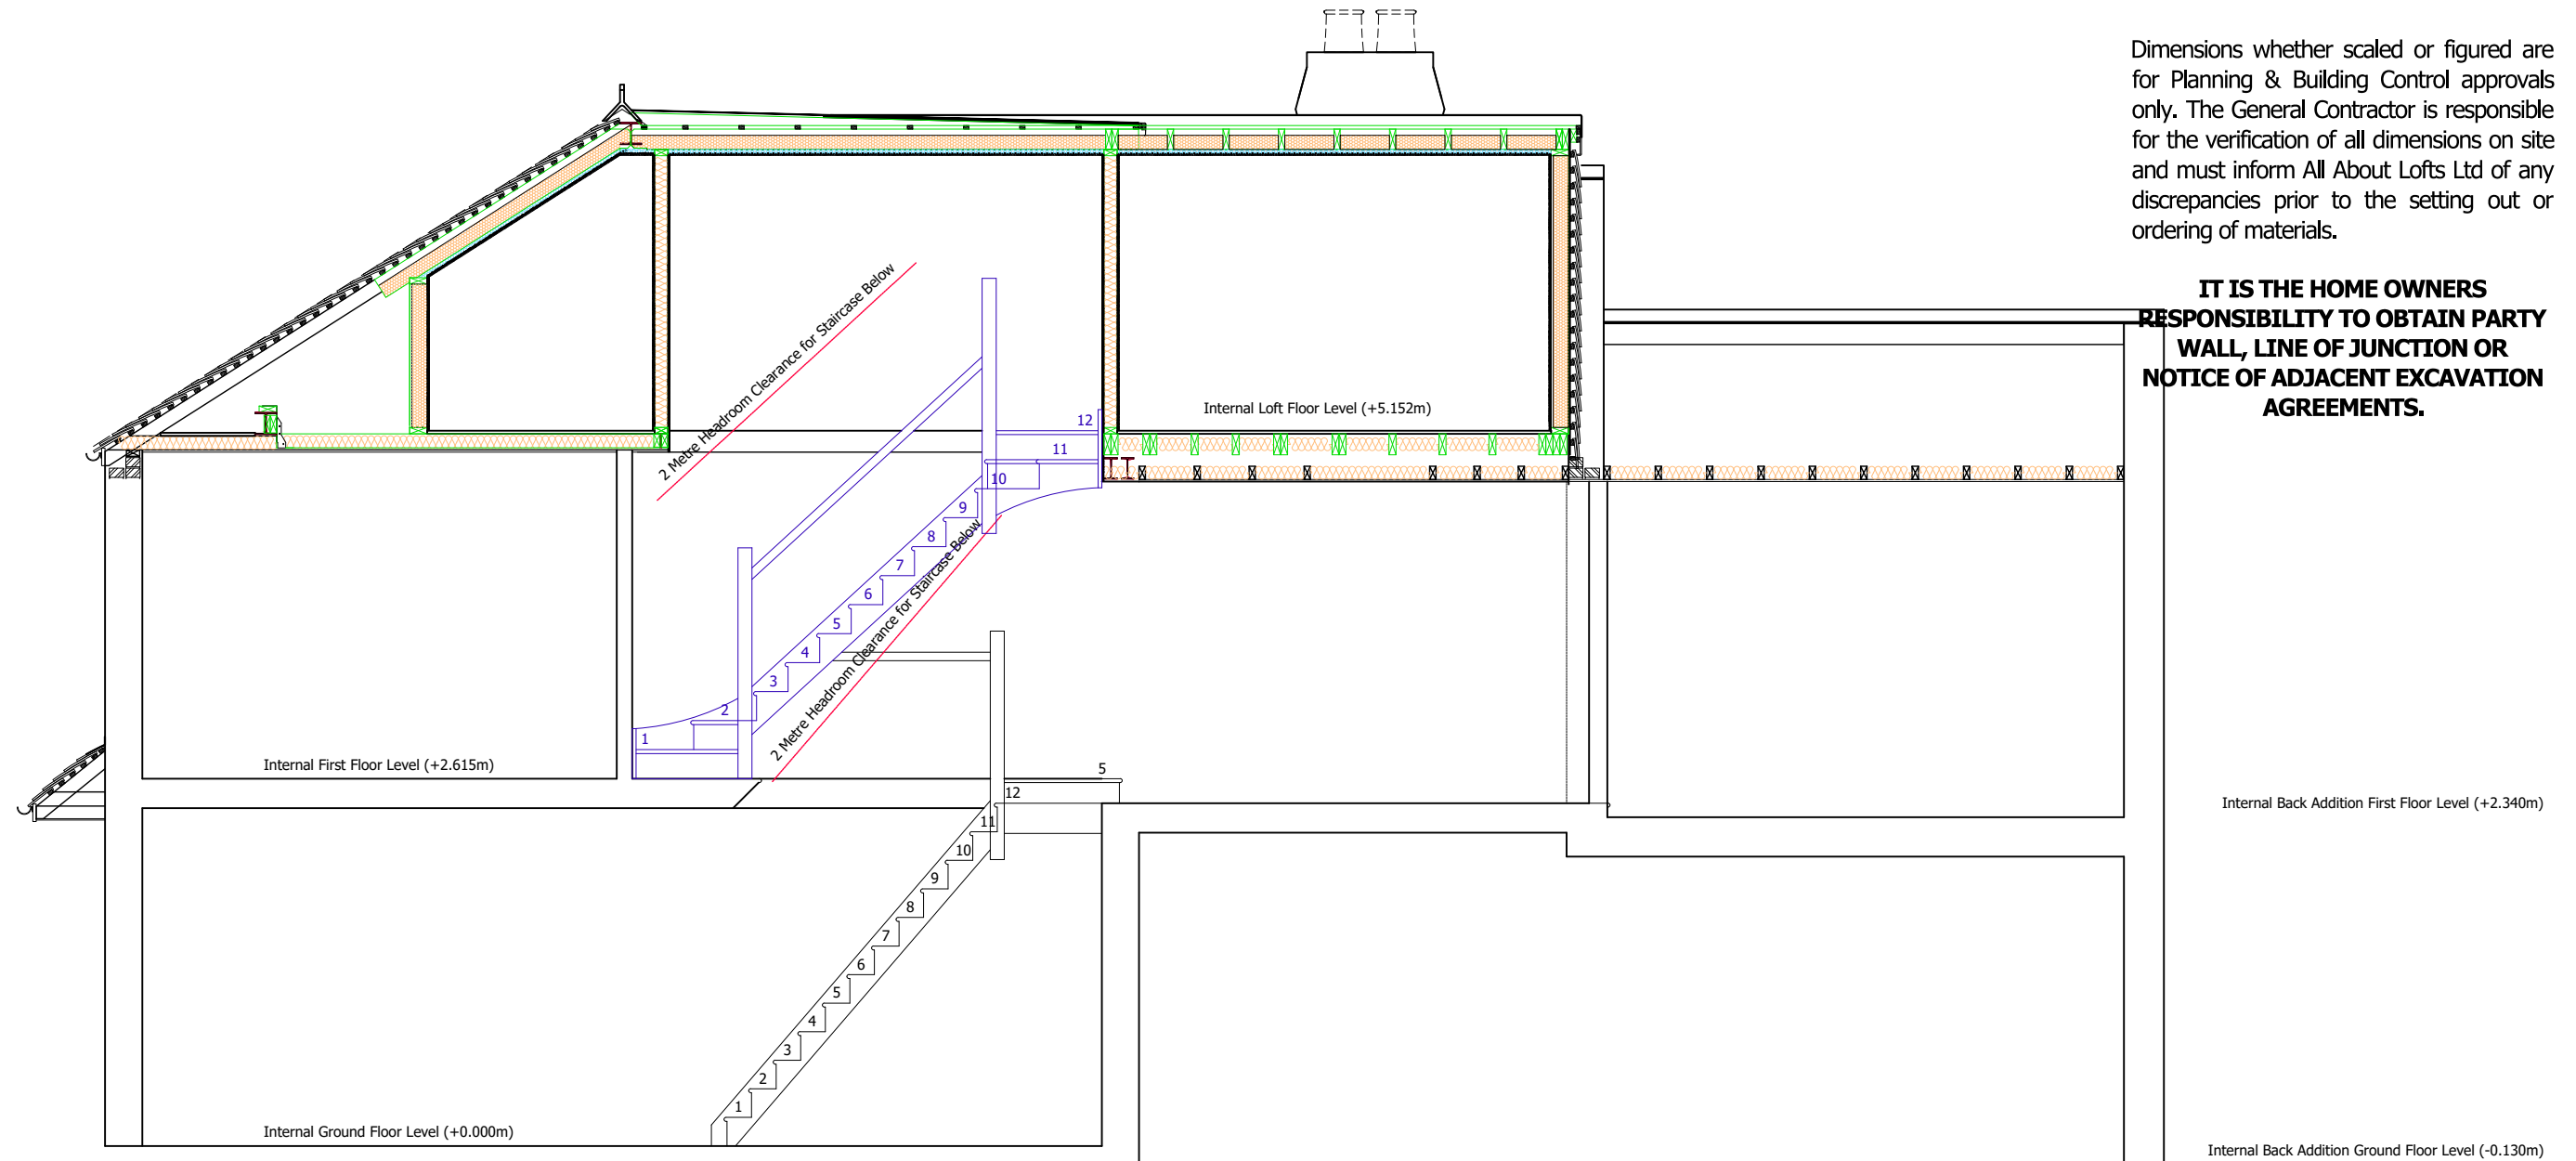 Dimensions whether scaled or figured are
for Planning & Building Control approvals
only. The General Contractor is responsible
for the verification of all dimensions on site
and must inform All About Lofts Ltd of any
discrepancies prior to the setting out or
ordering of materials.
IT IS THE HOME OWNERS
RESPONSIBILITY TO OBTAIN PARTY
WALL, LINE OF JUNCTION OR
NOTICE OF ADJACENT EXCAVATION
AGREEMENTS.
2 Metre Headroom Clearance for Staircase Below
Internal Loft Floor Level (+5.152m)
12
11
10
9
8
7
6
5
4
3
2
1
2 Metre Headroom Clearance for Staircase Below
Internal First Floor Level (+2.615m)
5
12
11
10
9
8
7
6
5
4
3
2
1
Internal Back Addition First Floor Level (+2.340m)
Internal Ground Floor Level (+0.000m)
Internal Back Addition Ground Floor Level (-0.130m)